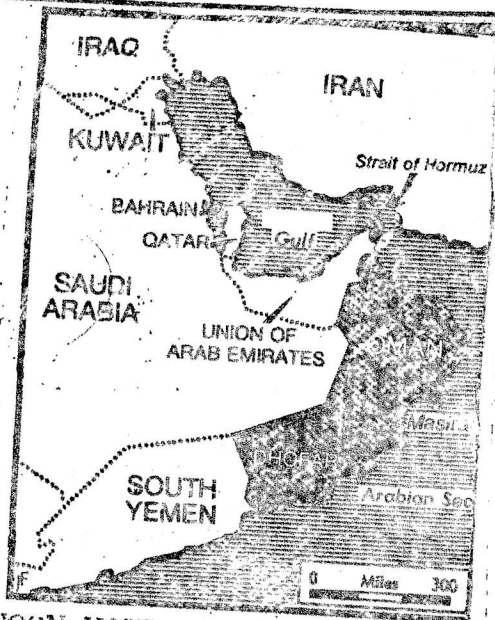 IRAQ
IRAN
KUWAIT
Strait of Hormuz
BAHRAIN
QATAR
Gulf
SAUDI
ARABIA
UNION OF
ARAB EMIRATES
OMAN
DHOFAR
Arabian Sea
SOUTH
YEMEN
0 Miles 300